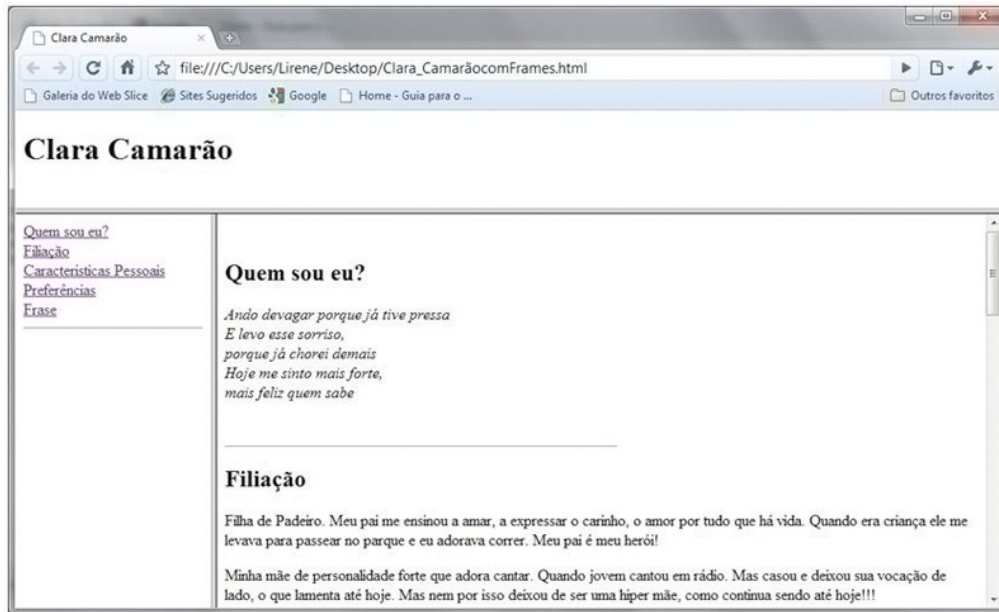 Clara Camarão
file:///C:/Users/Lirene/Desktop/Clara_CamarãocomFrames.html
Galeria do Web Slice Sites Sugeridos Google Home - Guia para o ... Outros favoritos
Clara Camarão
Quem sou eu?
Filiação
Caracteristicas Pessoais
Preferências
Frase
Quem sou eu?
Ando devagar porque já tive pressa
E levo esse sorriso,
porque já chorei demais
Hoje me sinto mais forte,
mais feliz quem sabe
Filiação
Filha de Padeiro. Meu pai me ensinou a amar, a expressar o carinho, o amor por tudo que há vida. Quando era criança ele me
levava para passear no parque e eu adorava correr. Meu pai é meu herói!
Minha mãe de personalidade forte que adora cantar. Quando jovem cantou em rádio. Mas casou e deixou sua vocação de
lado, o que lamenta até hoje. Mas nem por isso deixou de ser uma hiper mãe, como continua sendo até hoje!!!